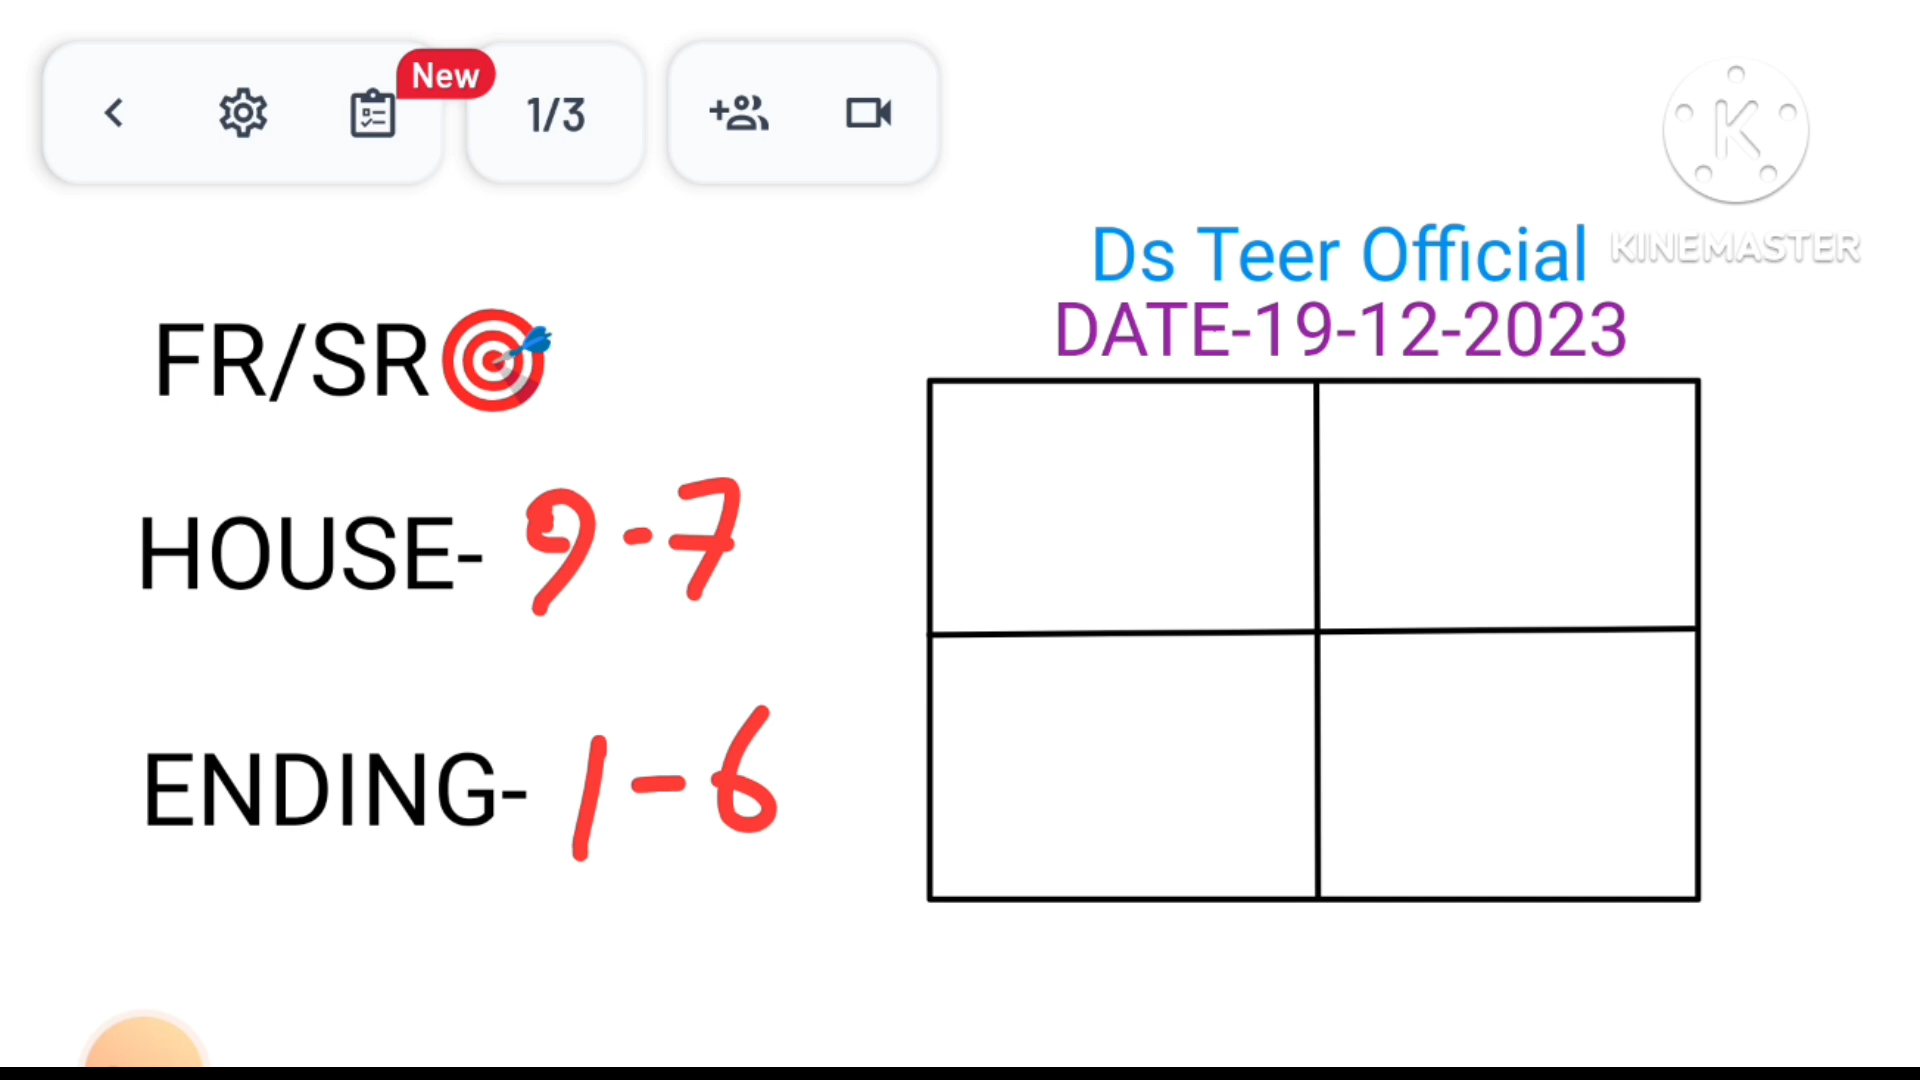 New
1/3
K
KINEMASTER
Ds Teer Official
DATE-19-12-2023
FR/SR
HOUSE- 9-7
ENDING- 1-6